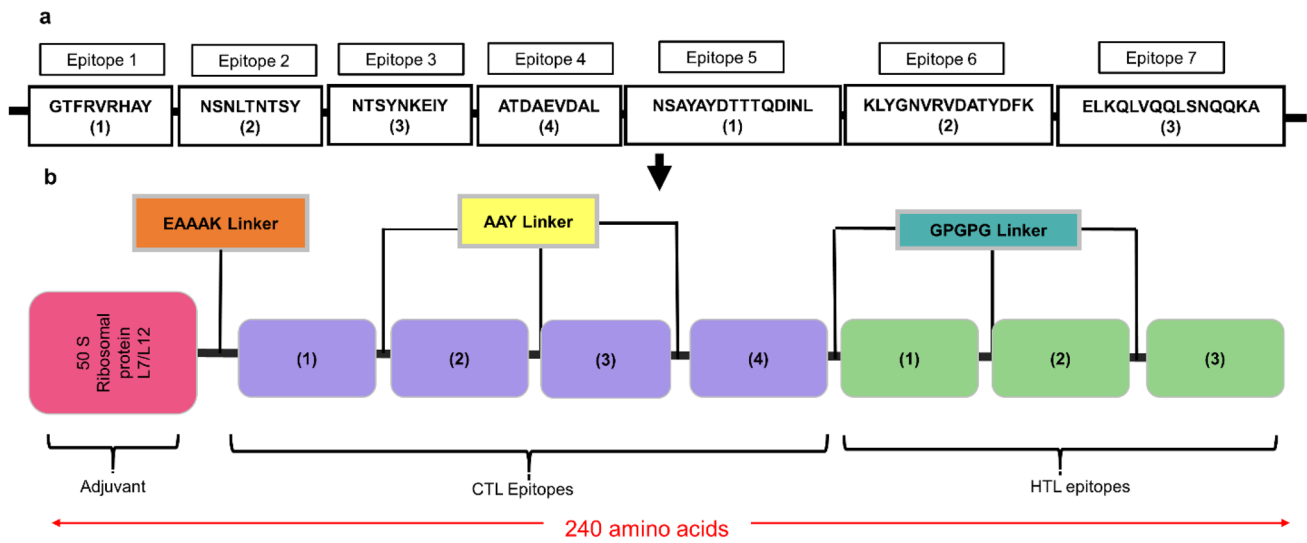 a
Epitope 1
Epitope 2
Epitope 3
Epitope 4
Epitope 5
Epitope 6
Epitope 7
GTFRVRHAY
(1)
NSNLTNTSY
(2)
NTSYNKEIY
(3)
ATDAEVDAL
(4)
NSAYAYDTTTQDINL
(1)
KLYGNVRVDATYDFK
(2)
ELKQLVQQLSNQQKA
(3)
b
EAAAK Linker
AAY Linker
GPGPG Linker
50 S
Ribosomal
protein
L7/L12
(1)
(2)
(3)
(4)
(1)
(2)
(3)
Adjuvant
CTL Epitopes
HTL epitopes
240 amino acids